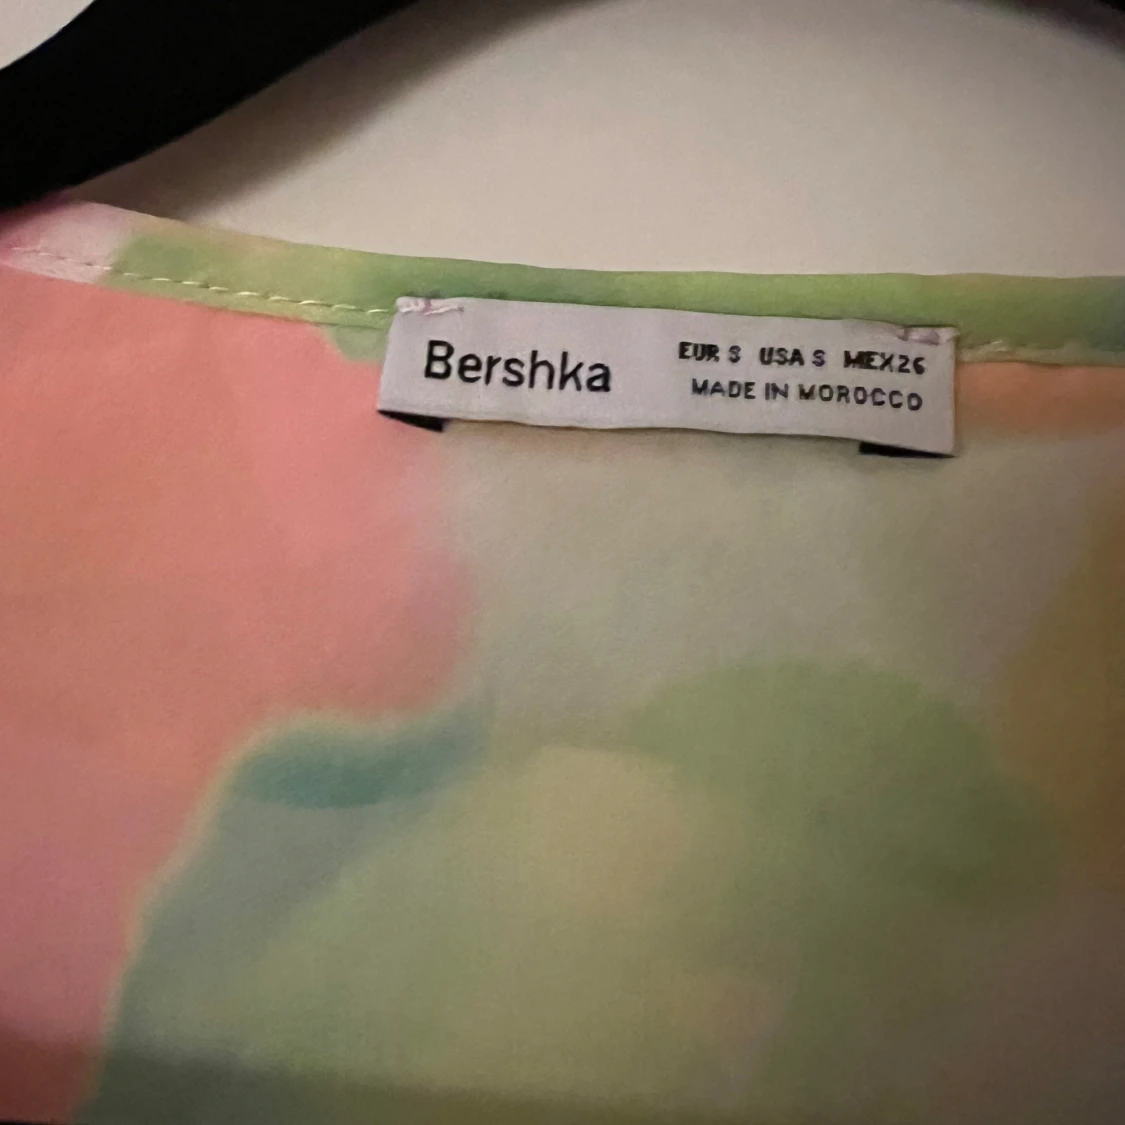 Bershka
EUR S USA S MEX26
MADE IN MOROCCO